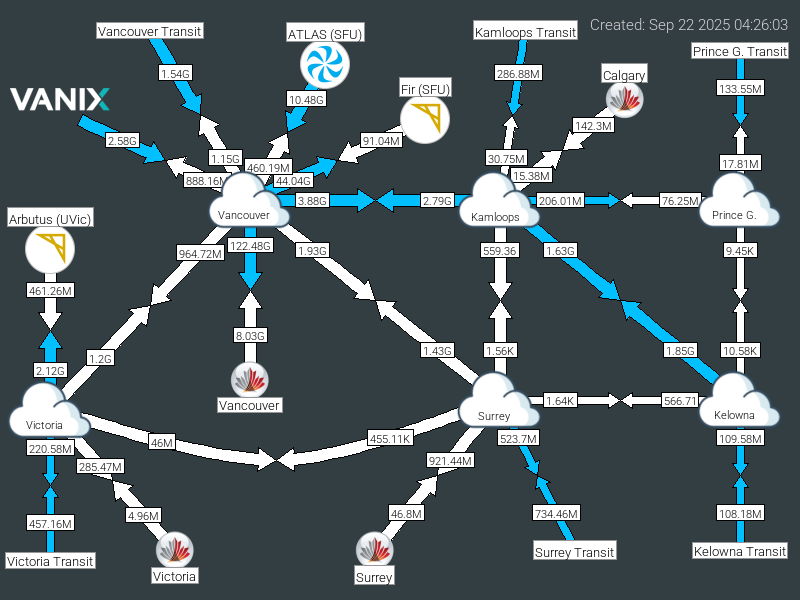 Created: Sep 22 2025 04:26:03
Vancouver Transit
ATLAS (SFU)
Kamloops Transit
Prince G. Transit
1.54G
286.88M
Calgary
133.55M
Fir (SFU)
VANIX
10.48G
142.3M
2.58G
91.04M
1.15G
460.19M
30.75M
17.81M
888.16M
44.04G
15.38M
3.88G
2.79G
206.01M
76.25M
Vancouver
Kamloops
Prince G.
Arbutus (UVic)
964.72M
122.48G
1.93G
559.36
1.63G
9.45K
461.26M
8.03G
1.2G
1.43G
1.56K
1.85G
10.58K
2.12G
Vancouver
1.64K
566.71
Victoria
Surrey
Kelowna
46M
455.11K
523.7M
109.58M
220.58M
285.47M
921.44M
457.16M
4.96M
46.8M
734.46M
108.18M
Victoria Transit
Victoria
Surrey
Surrey Transit
Kelowna Transit